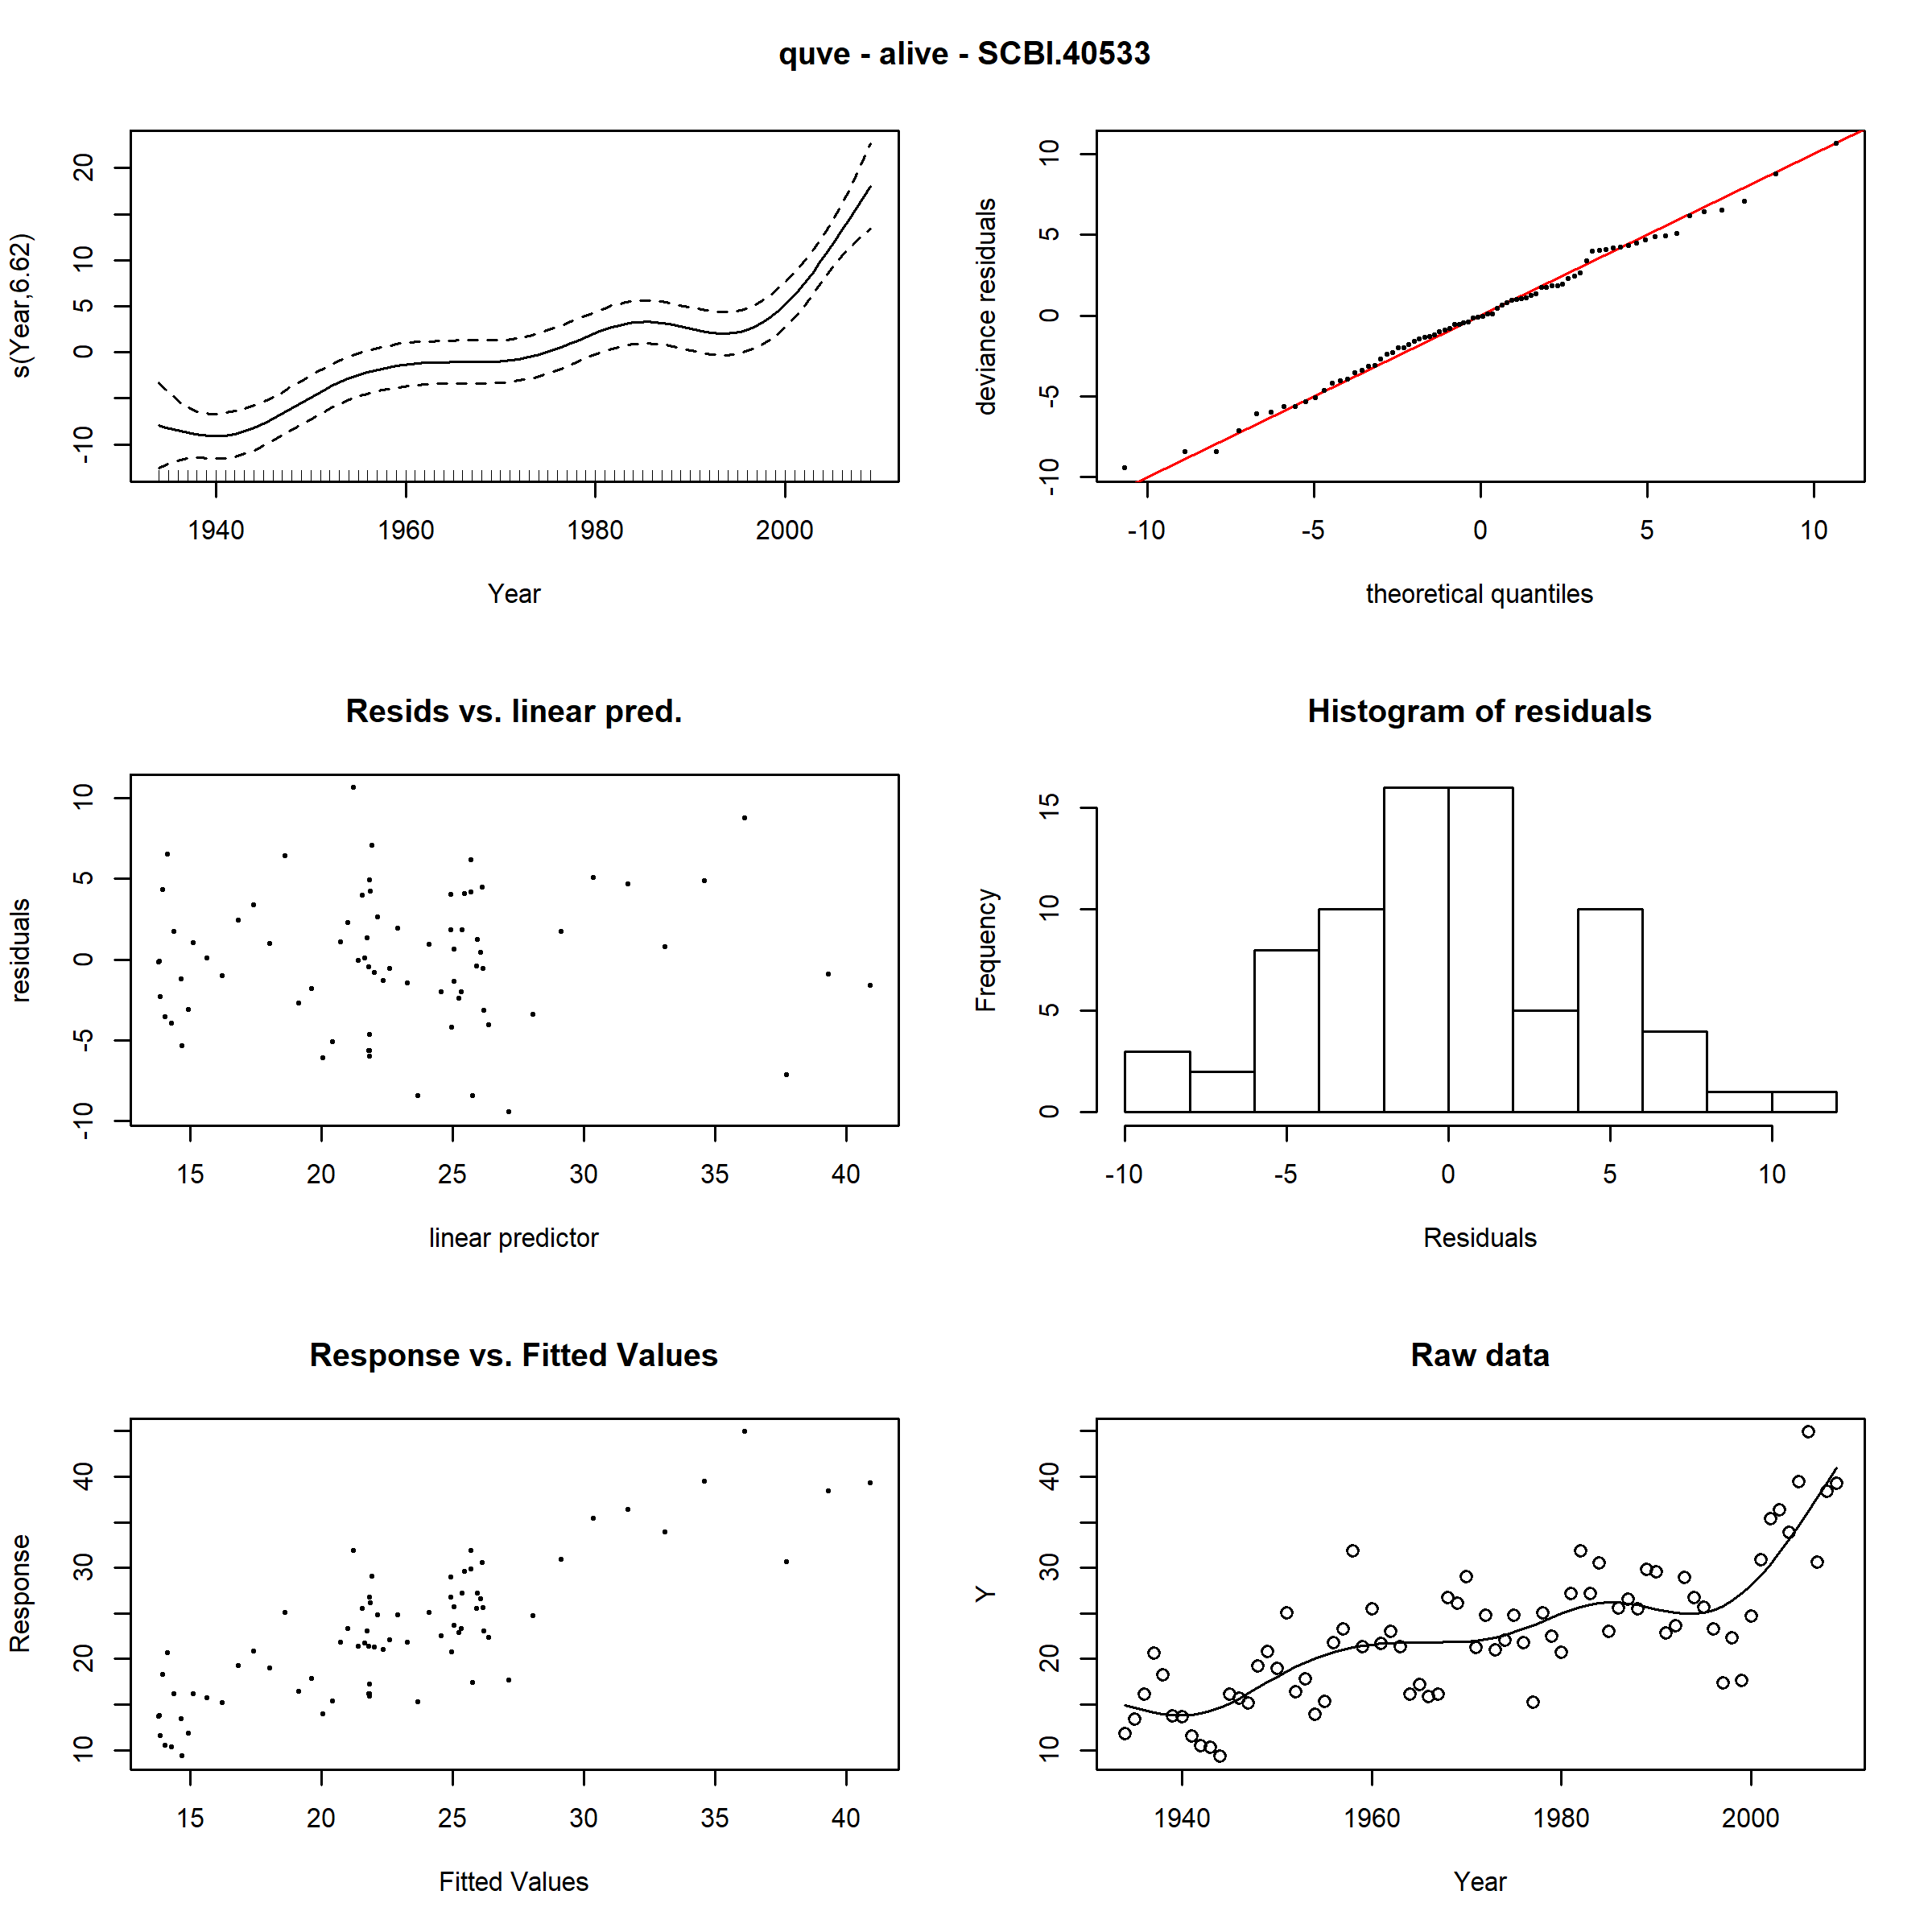 quve - alive - SCBI.40533
s(Year,6.62)
-10 0 5 10 20
1940 1960 1980 2000
Year
deviance residuals
-10 -5 0 5 10
-10 -5 0 5 10
theoretical quantiles
Resids vs. linear pred.
residuals
-10 -5 0 5 10
15 20 25 30 35 40
linear predictor
Histogram of residuals
Frequency
0 5 10 15
-10 -5 0 5 10
Residuals
Response vs. Fitted Values
Response
10 20 30 40
15 20 25 30 35 40
Fitted Values
Raw data
Y
10 20 30 40
1940 1960 1980 2000
Year